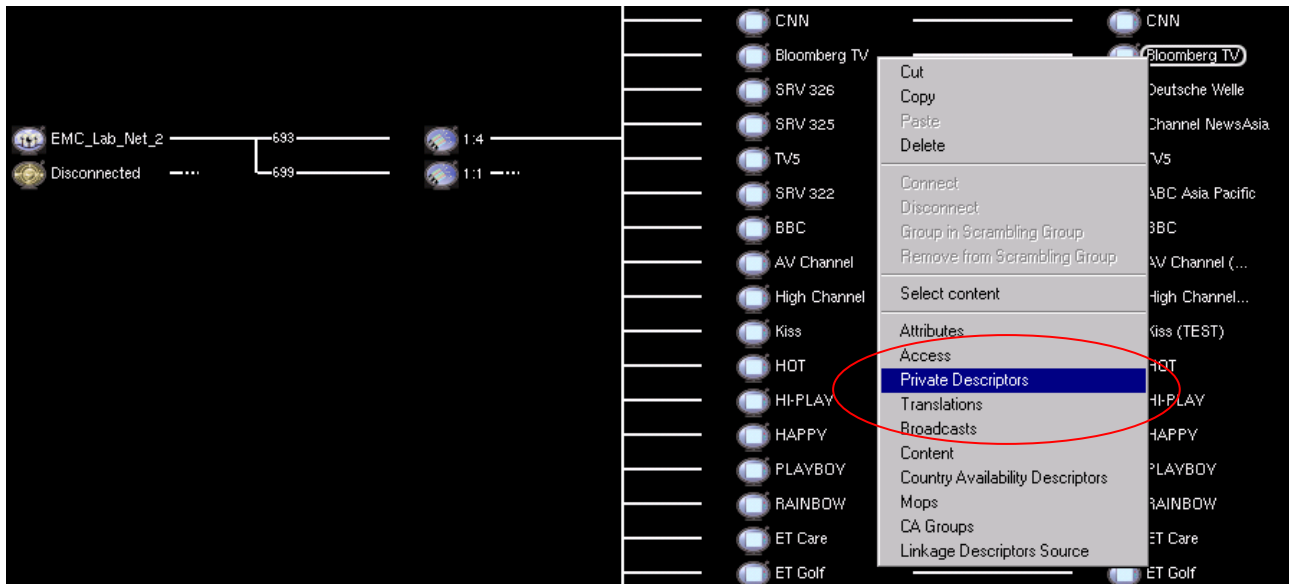 EMC_Lab_Net_2
693
1:4
Disconnected
699
1:1
CNN
Bloomberg TV
SRV 326
SRV 325
TV5
SRV 322
BBC
AV Channel
High Channel
Kiss
HOT
HI-PLAY
HAPPY
PLAYBOY
RAINBOW
ET Care
ET Golf
Cut
Copy
Paste
Delete
Connect
Disconnect
Group in Scrambling Group
Remove from Scrambling Group
Select content
Attributes
Access
Private Descriptors
Translations
Broadcasts
Content
Country Availability Descriptors
Mops
CA Groups
Linkage Descriptors Source
CNN
Bloomberg TV
Deutsche Welle
Channel NewsAsia
TV5
ABC Asia Pacific
BBC
AV Channel (...
High Channel...
Kiss (TEST)
HOT
HI-PLAY
HAPPY
PLAYBOY
RAINBOW
ET Care
ET Golf